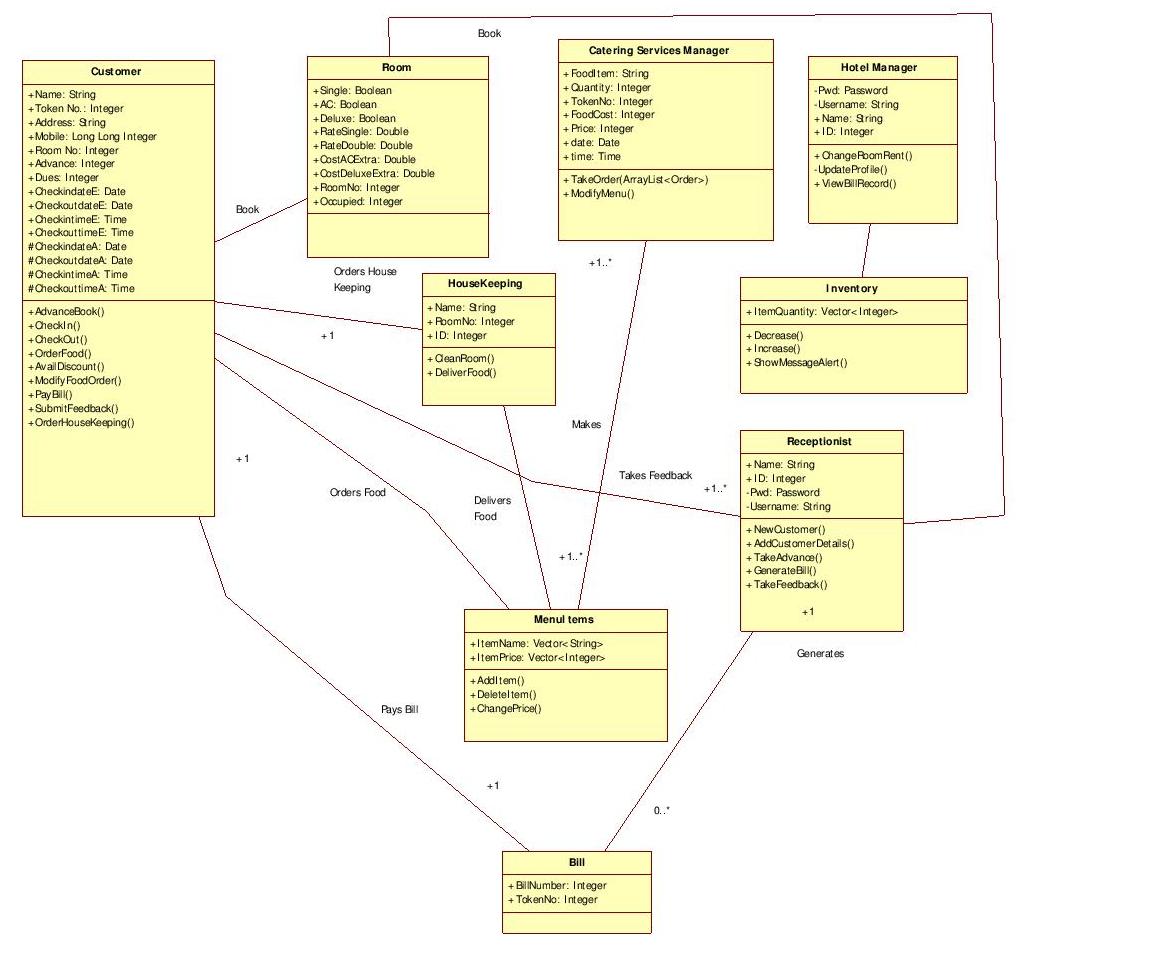 Book
Customer
+Name: String
+Token No.: Integer
+Address: String
+Mobile: Long Long Integer
+Room No: Integer
+Advance: Integer
+Dues: Integer
+CheckindateE: Date
+CheckoutdateE: Date
+CheckintimeE: Time
+CheckouttimeE: Time
#CheckindateA: Date
#CheckoutdateA: Date
#CheckintimeA: Time
#CheckouttimeA: Time
+AdvanceBook()
+CheckIn()
+CheckOut()
+OrderFood()
+AvailDiscount()
+ModifyFoodOrder()
+PayBill()
+SubmitFeedback()
+OrderHouseKeeping()
Book
Room
+Single: Boolean
+AC: Boolean
+Deluxe: Boolean
+RateSingle: Double
+RateDouble: Double
+CostACExtra: Double
+CostDeluxeExtra: Double
+RoomNo: Integer
+Occupied: Integer
Catering Services Manager
+FoodItem: String
+Quantity: Integer
+TokenNo: Integer
+FoodCost: Integer
+Price: Integer
+date: Date
+time: Time
+TakeOrder(ArrayList<Order>)
+ModifyMenu()
Hotel Manager
-Pwd: Password
-Username: String
+Name: String
+ID: Integer
+ChangeRoomRent()
-UpdateProfile()
+ViewBillRecord()
Orders House
Keeping
+1
HouseKeeping
+Name: String
+RoomNo: Integer
+ID: Integer
+CleanRoom()
+DeliverFood()
+1..*
Inventory
+ItemQuantity: Vector<Integer>
+Decrease()
+Increase()
+ShowMessageAlert()
Makes
+1
Orders Food
Delivers
Food
Takes Feedback
+1..*
+1..*
Receptionist
+Name: String
+ID: Integer
-Pwd: Password
-Username: String
+NewCustomer()
+AddCustomerDetails()
+TakeAdvance()
+GenerateBill()
+TakeFeedback()
+1
Generates
MenuItems
+ItemName: Vector<String>
+ItemPrice: Vector<Integer>
+AddItem()
+DeleteItem()
+ChangePrice()
Pays Bill
+1
0..*
Bill
+BillNumber: Integer
+TokenNo: Integer